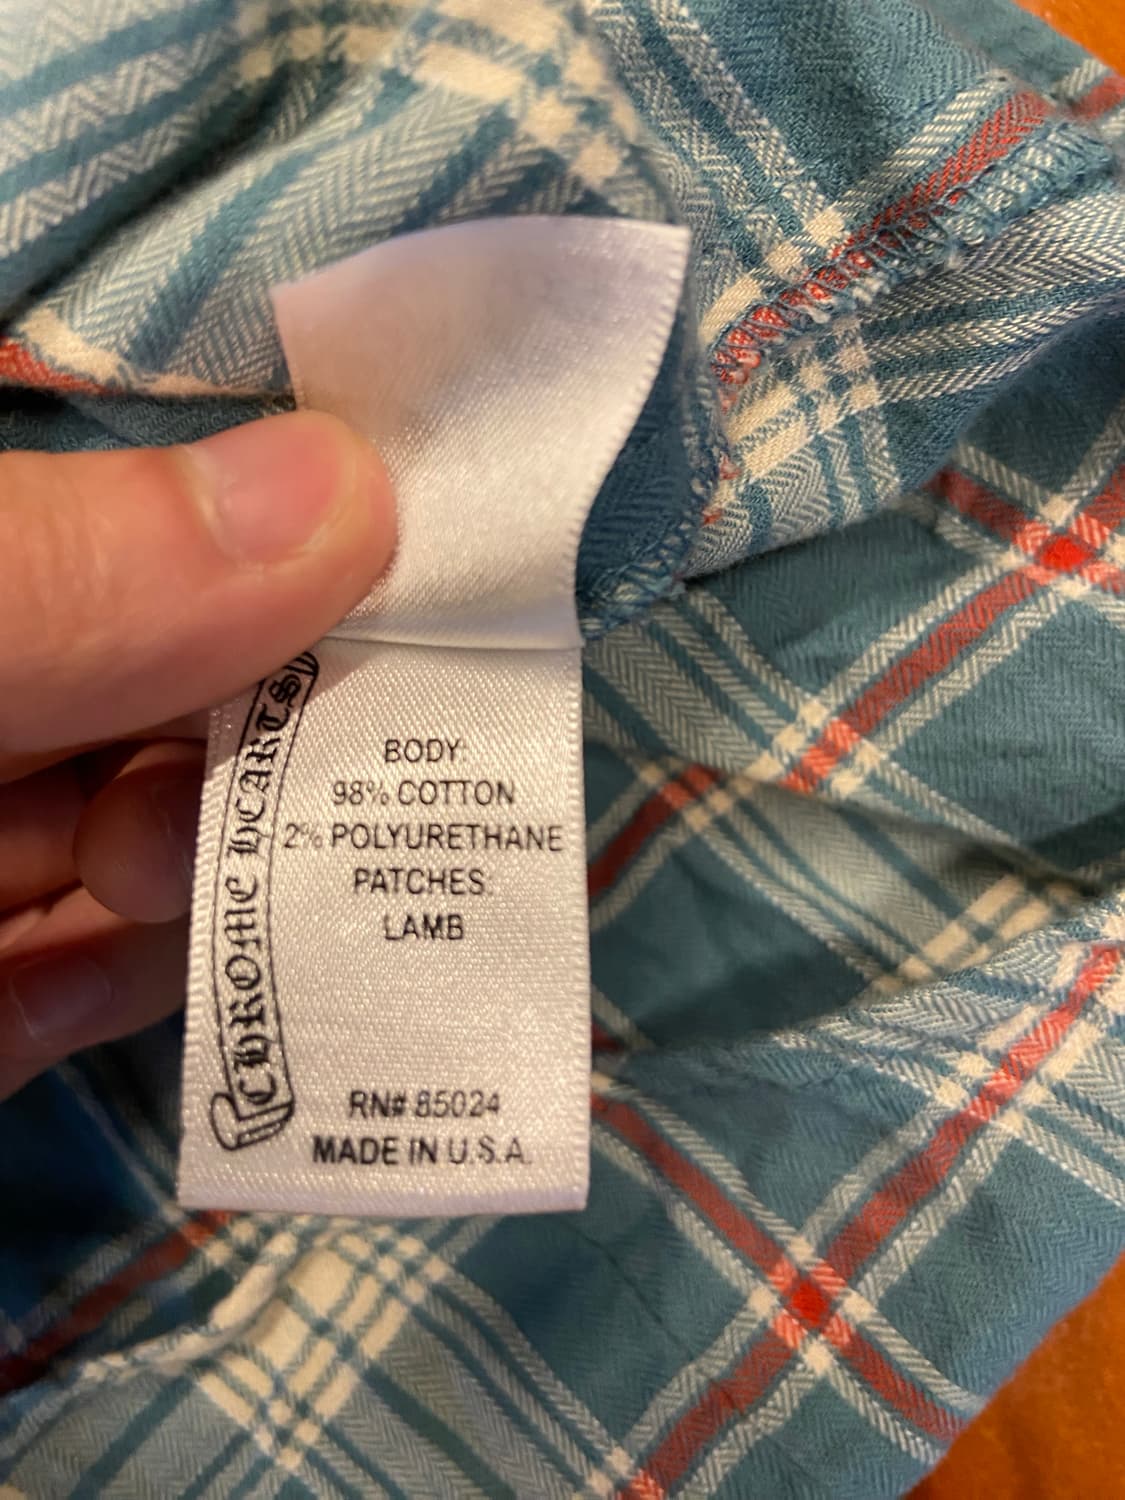 CHROME HEARTS
BODY:
98% COTTON
2% POLYURETHANE
PATCHES:
LAMB
RN# 85024
MADE IN U.S.A.